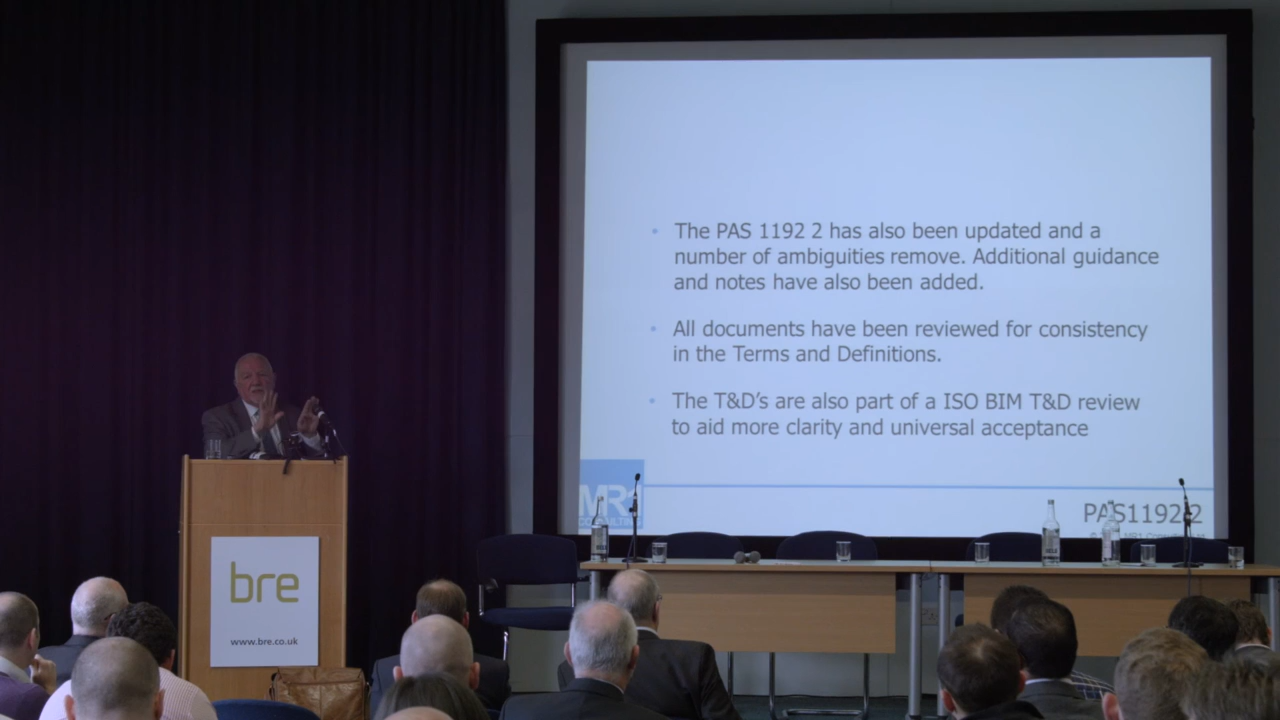 The PAS 1192 2 has also been updated and a
number of ambiguities remove. Additional guidance
and notes have also been added.
All documents have been reviewed for consistency
in the Terms and Definitions.
The T&D's are also part of a ISO BIM T&D review
to aid more clarity and universal acceptance
MR1
CONSULTING
PAS1192 2
bre
www.bre.co.uk